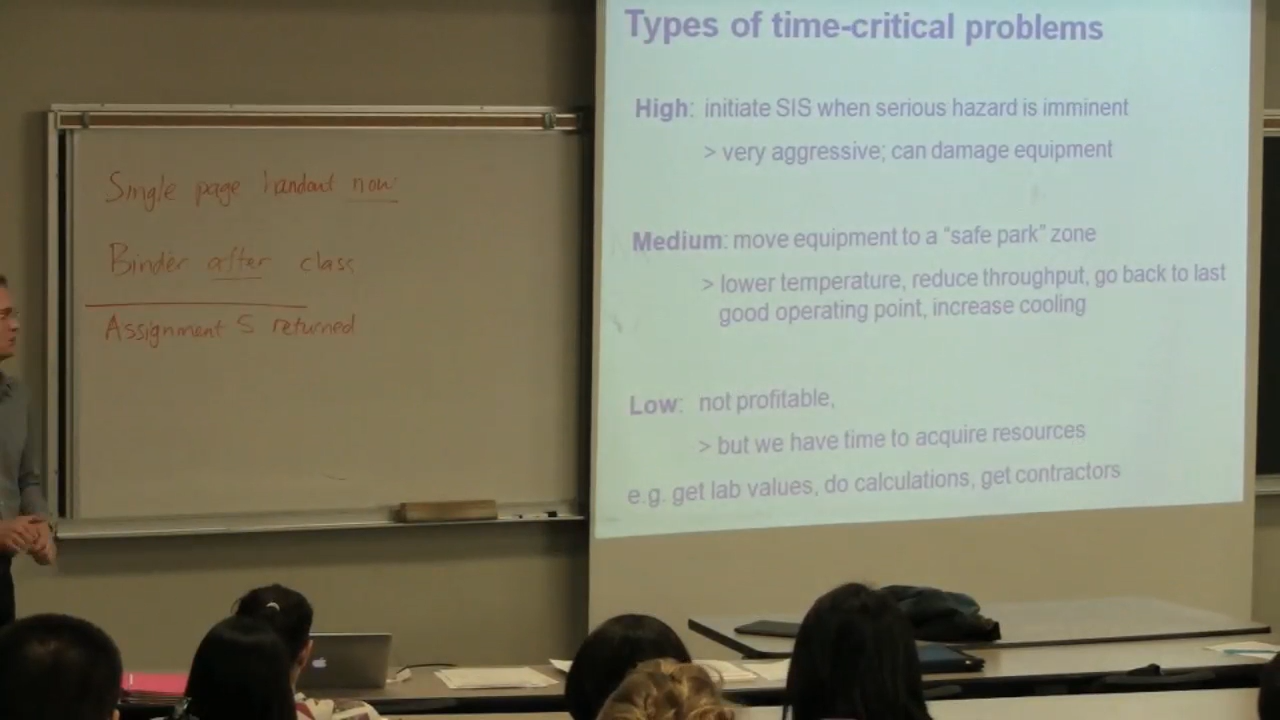 Single page handout now
Binder after class
Assignment 5 returned
Types of time-critical problems
High: initiate SIS when serious hazard is imminent
> very aggressive; can damage equipment
Medium: move equipment to a “safe park” zone
> lower temperature, reduce throughput, go back to last
good operating point, increase cooling
Low: not profitable,
> but we have time to acquire resources
e.g. get lab values, do calculations, get contractors